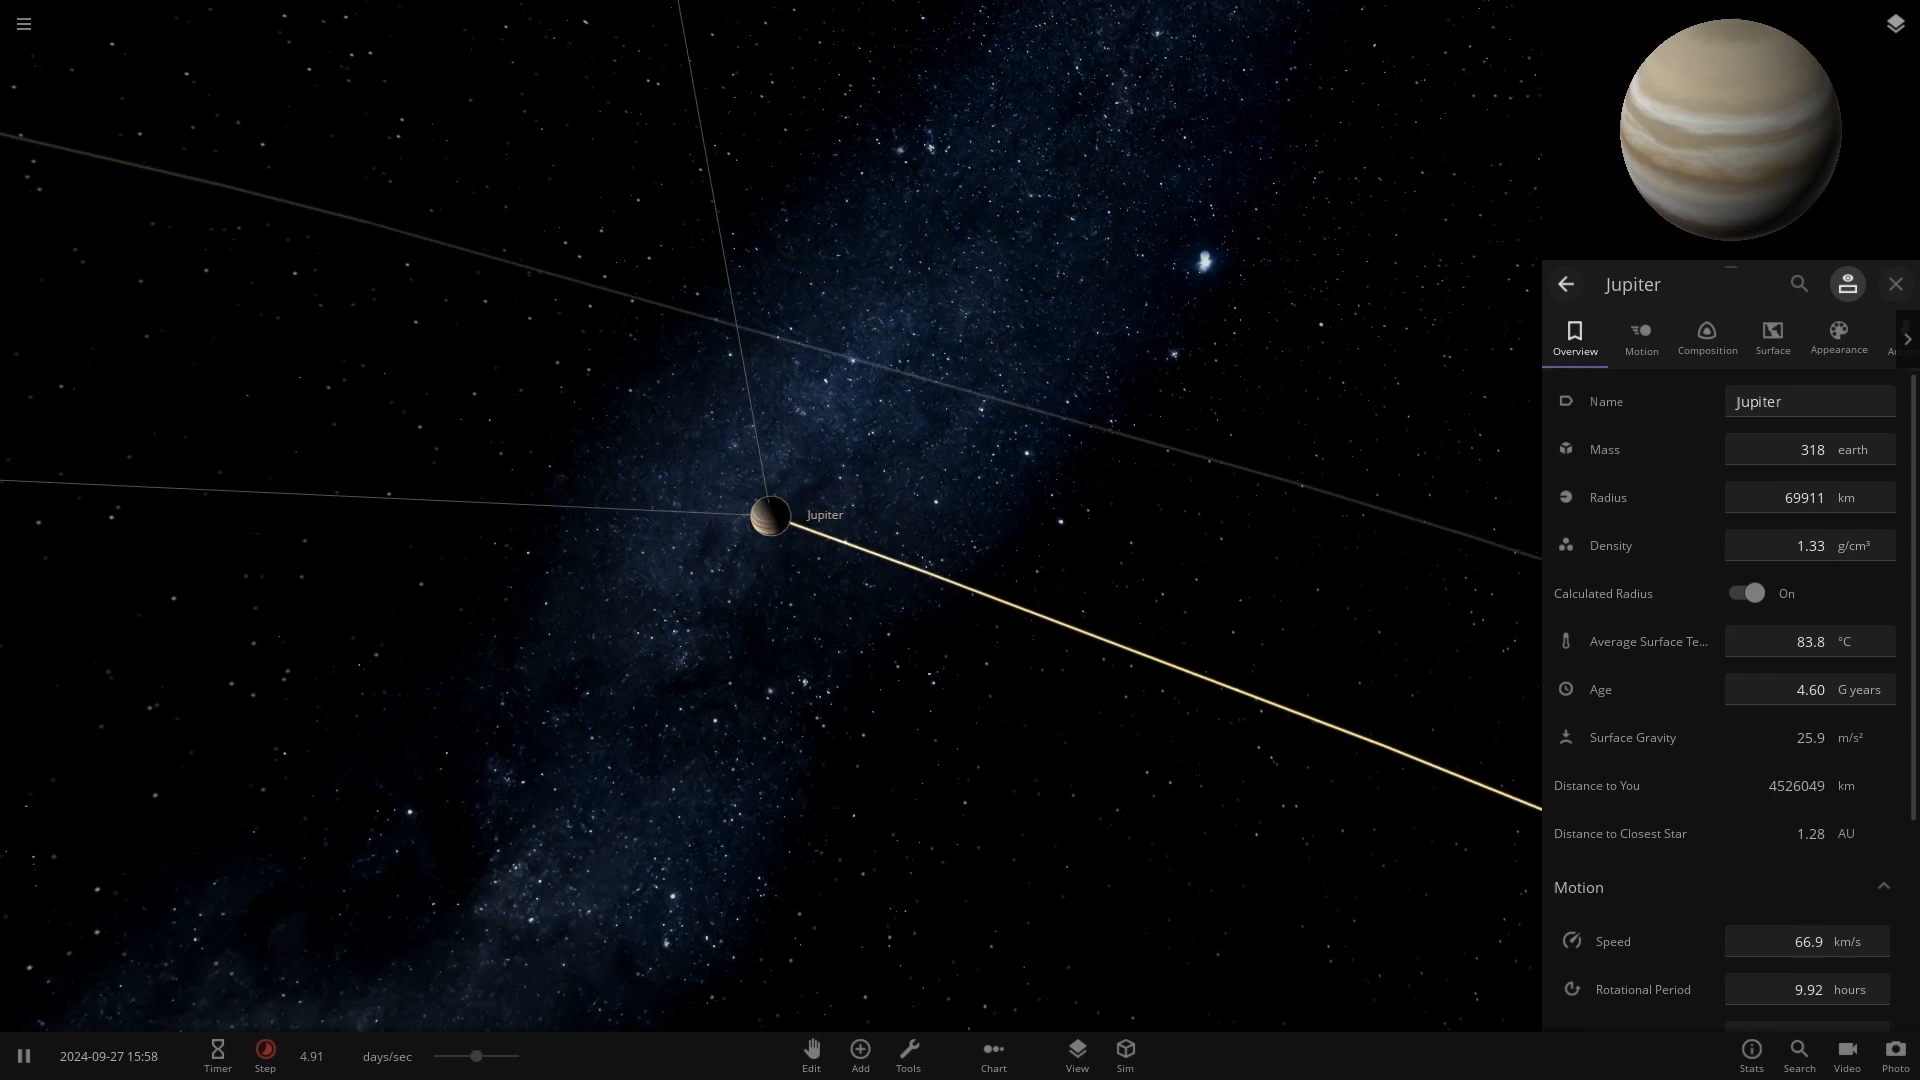 Jupiter
Jupiter
Overview
Motion
Composition
Surface
Appearance
Name
Jupiter
Mass
318 earth
Radius
69911 km
Density
1.33 g/cm³
Calculated Radius
On
Average Surface Te...
83.8 °C
Age
4.60 G years
Surface Gravity
25.9 m/s²
Distance to You
4526049 km
Distance to Closest Star
1.28 AU
Motion
Speed
66.9 km/s
Rotational Period
9.92 hours
2024-09-27 15:58
Timer
Step
4.91 days/sec
Edit
Add
Tools
Chart
View
Sim
Stats
Search
Video
Photo